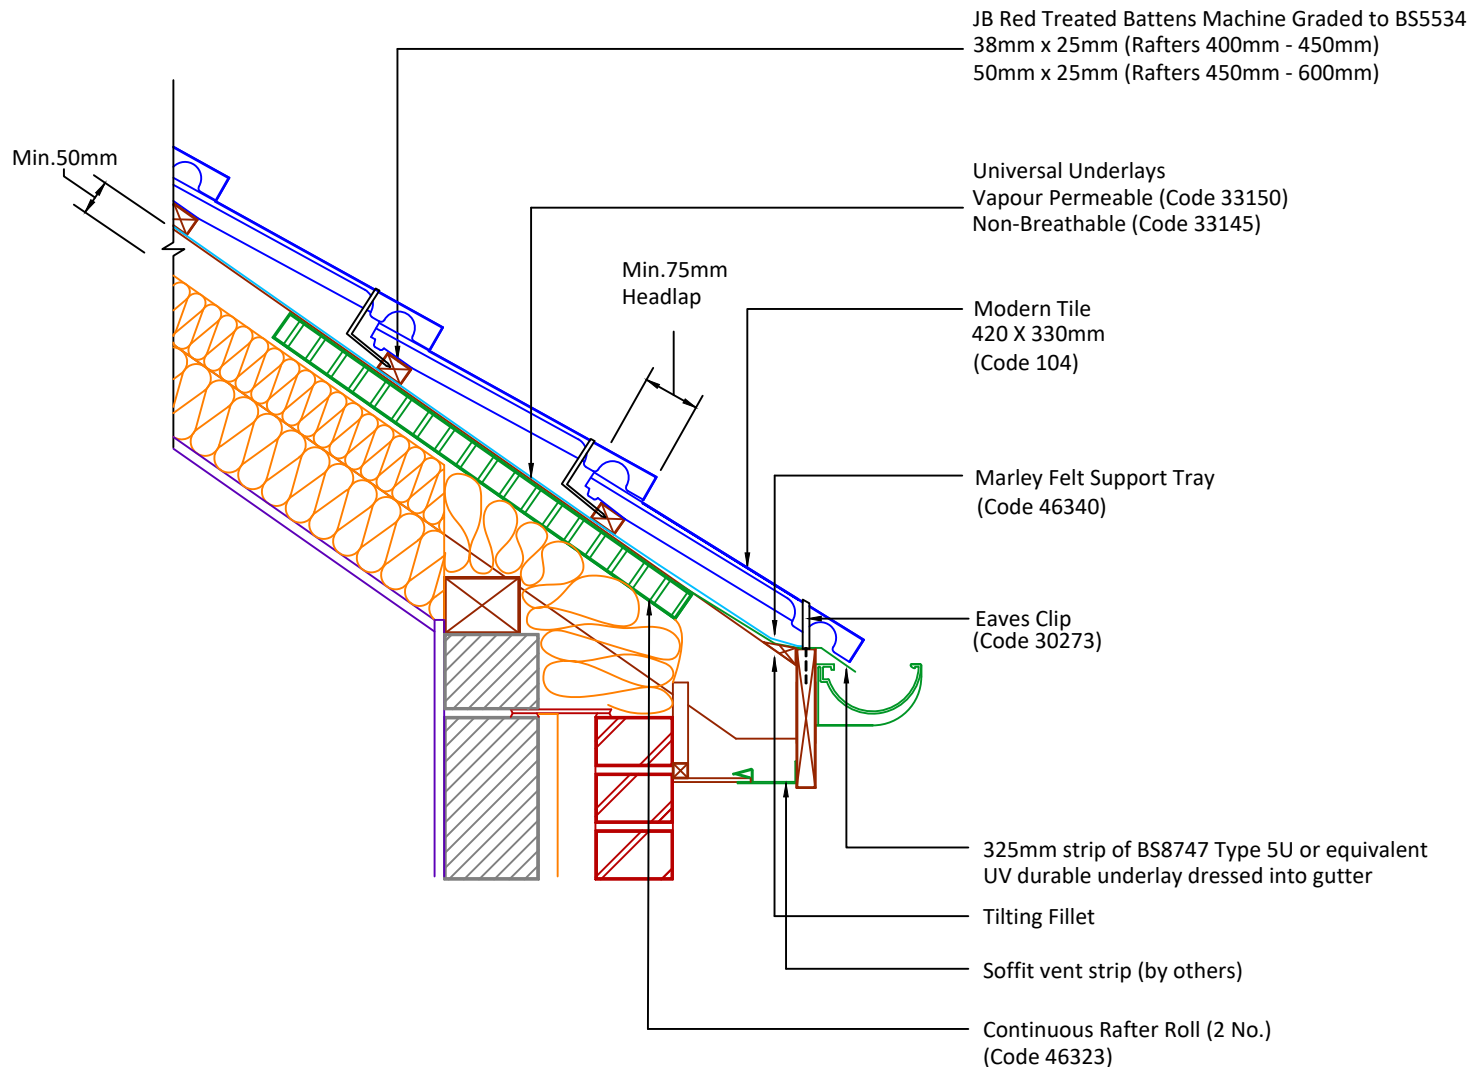 JB Red Treated Battens Machine Graded to BS5534
38mm x 25mm (Rafters 400mm - 450mm)
50mm x 25mm (Rafters 450mm - 600mm)
Min.50mm
Universal Underlays
Vapour Permeable (Code 33150)
Non-Breathable (Code 33145)
Min.75mm
Headlap
Modern Tile
420 X 330mm
(Code 104)
Marley Felt Support Tray
(Code 46340)
Eaves Clip
(Code 30273)
325mm strip of BS8747 Type 5U or equivalent
UV durable underlay dressed into gutter
Tilting Fillet
Soffit vent strip (by others)
Continuous Rafter Roll (2 No.)
(Code 46323)